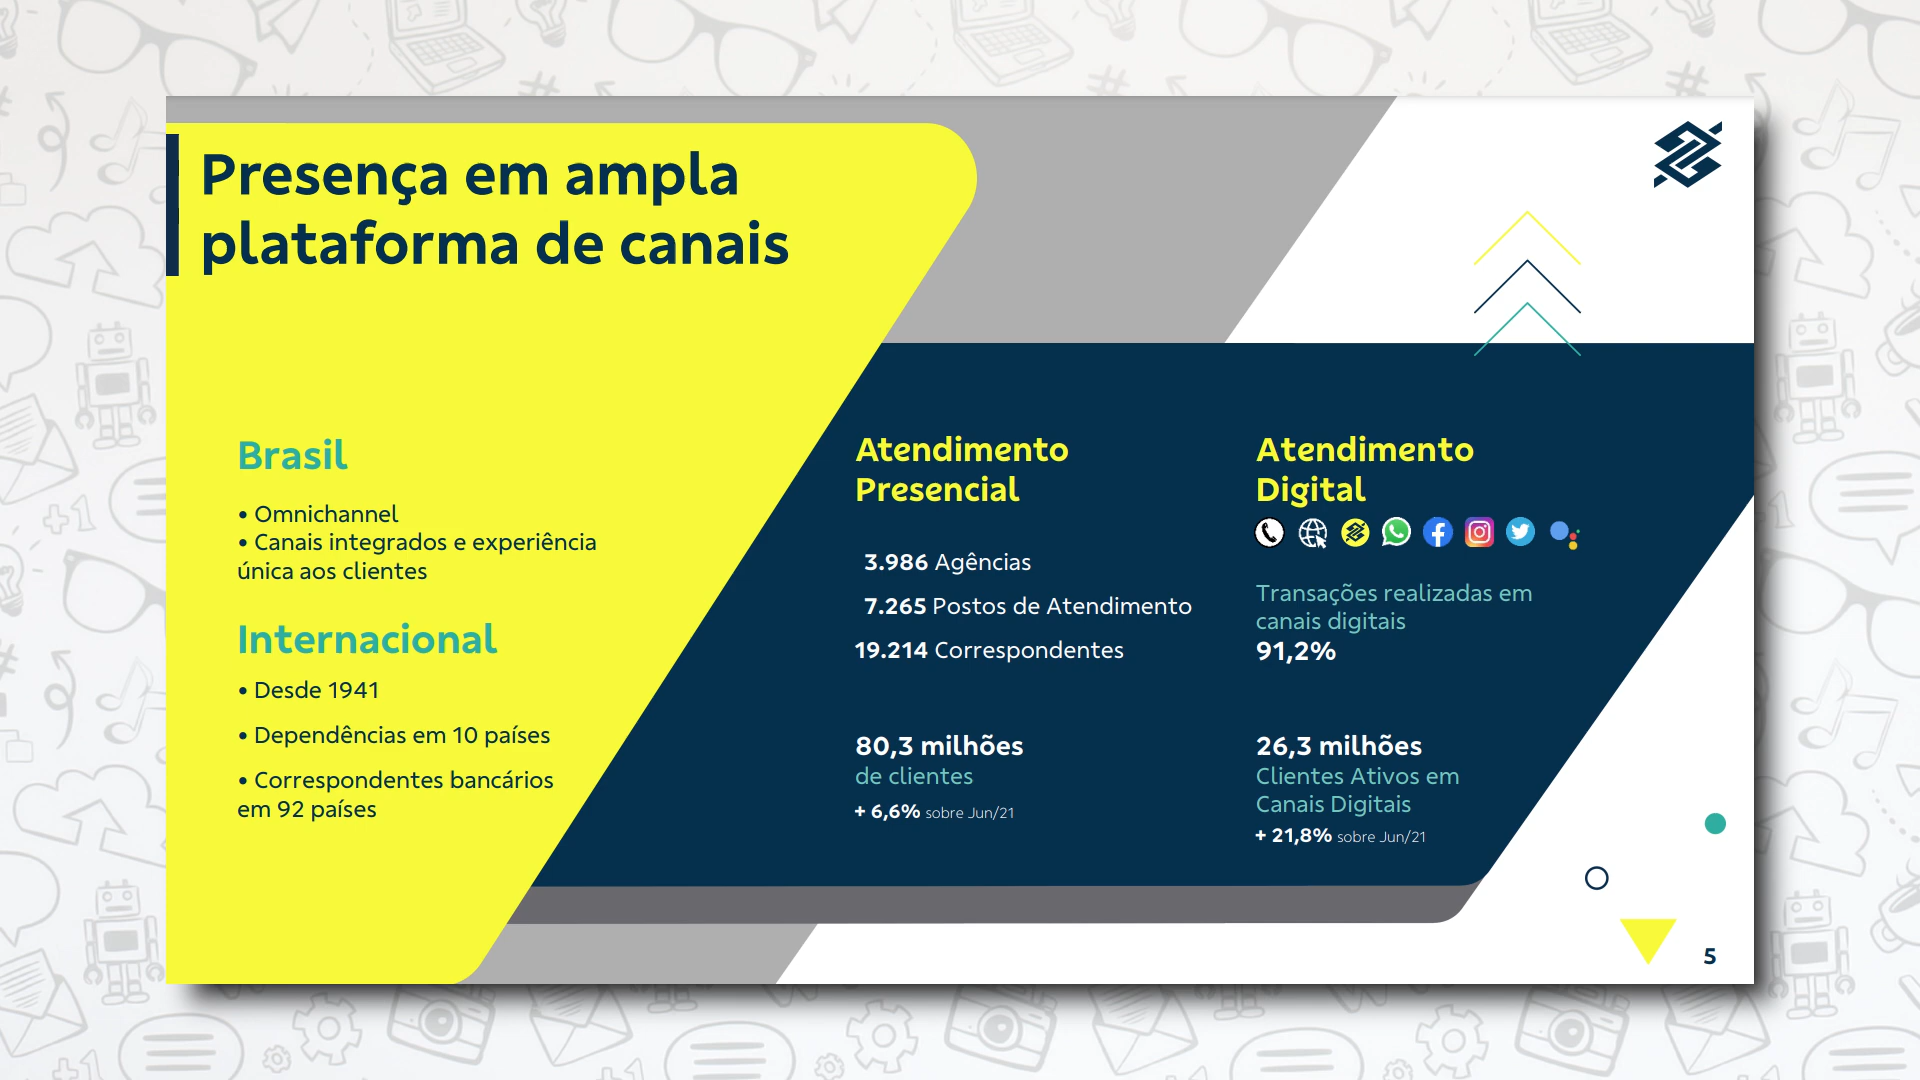 Presença em ampla
plataforma de canais
Brasil
• Omnichannel
• Canais integrados e experiência
única aos clientes
Internacional
• Desde 1941
• Dependências em 10 países
• Correspondentes bancários
em 92 países
Atendimento
Presencial
3.986 Agências
7.265 Postos de Atendimento
19.214 Correspondentes
80,3 milhões
de clientes
+ 6,6% sobre Jun/21
Atendimento
Digital
Transações realizadas em
canais digitais
91,2%
26,3 milhões
Clientes Ativos em
Canais Digitais
+ 21,8% sobre Jun/21
5